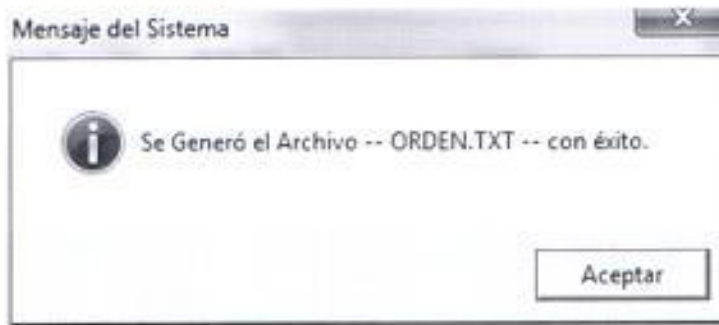 Mensaje del Sistema
Se Generó el Archivo -- ORDEN.TXT -- con éxito.
Aceptar